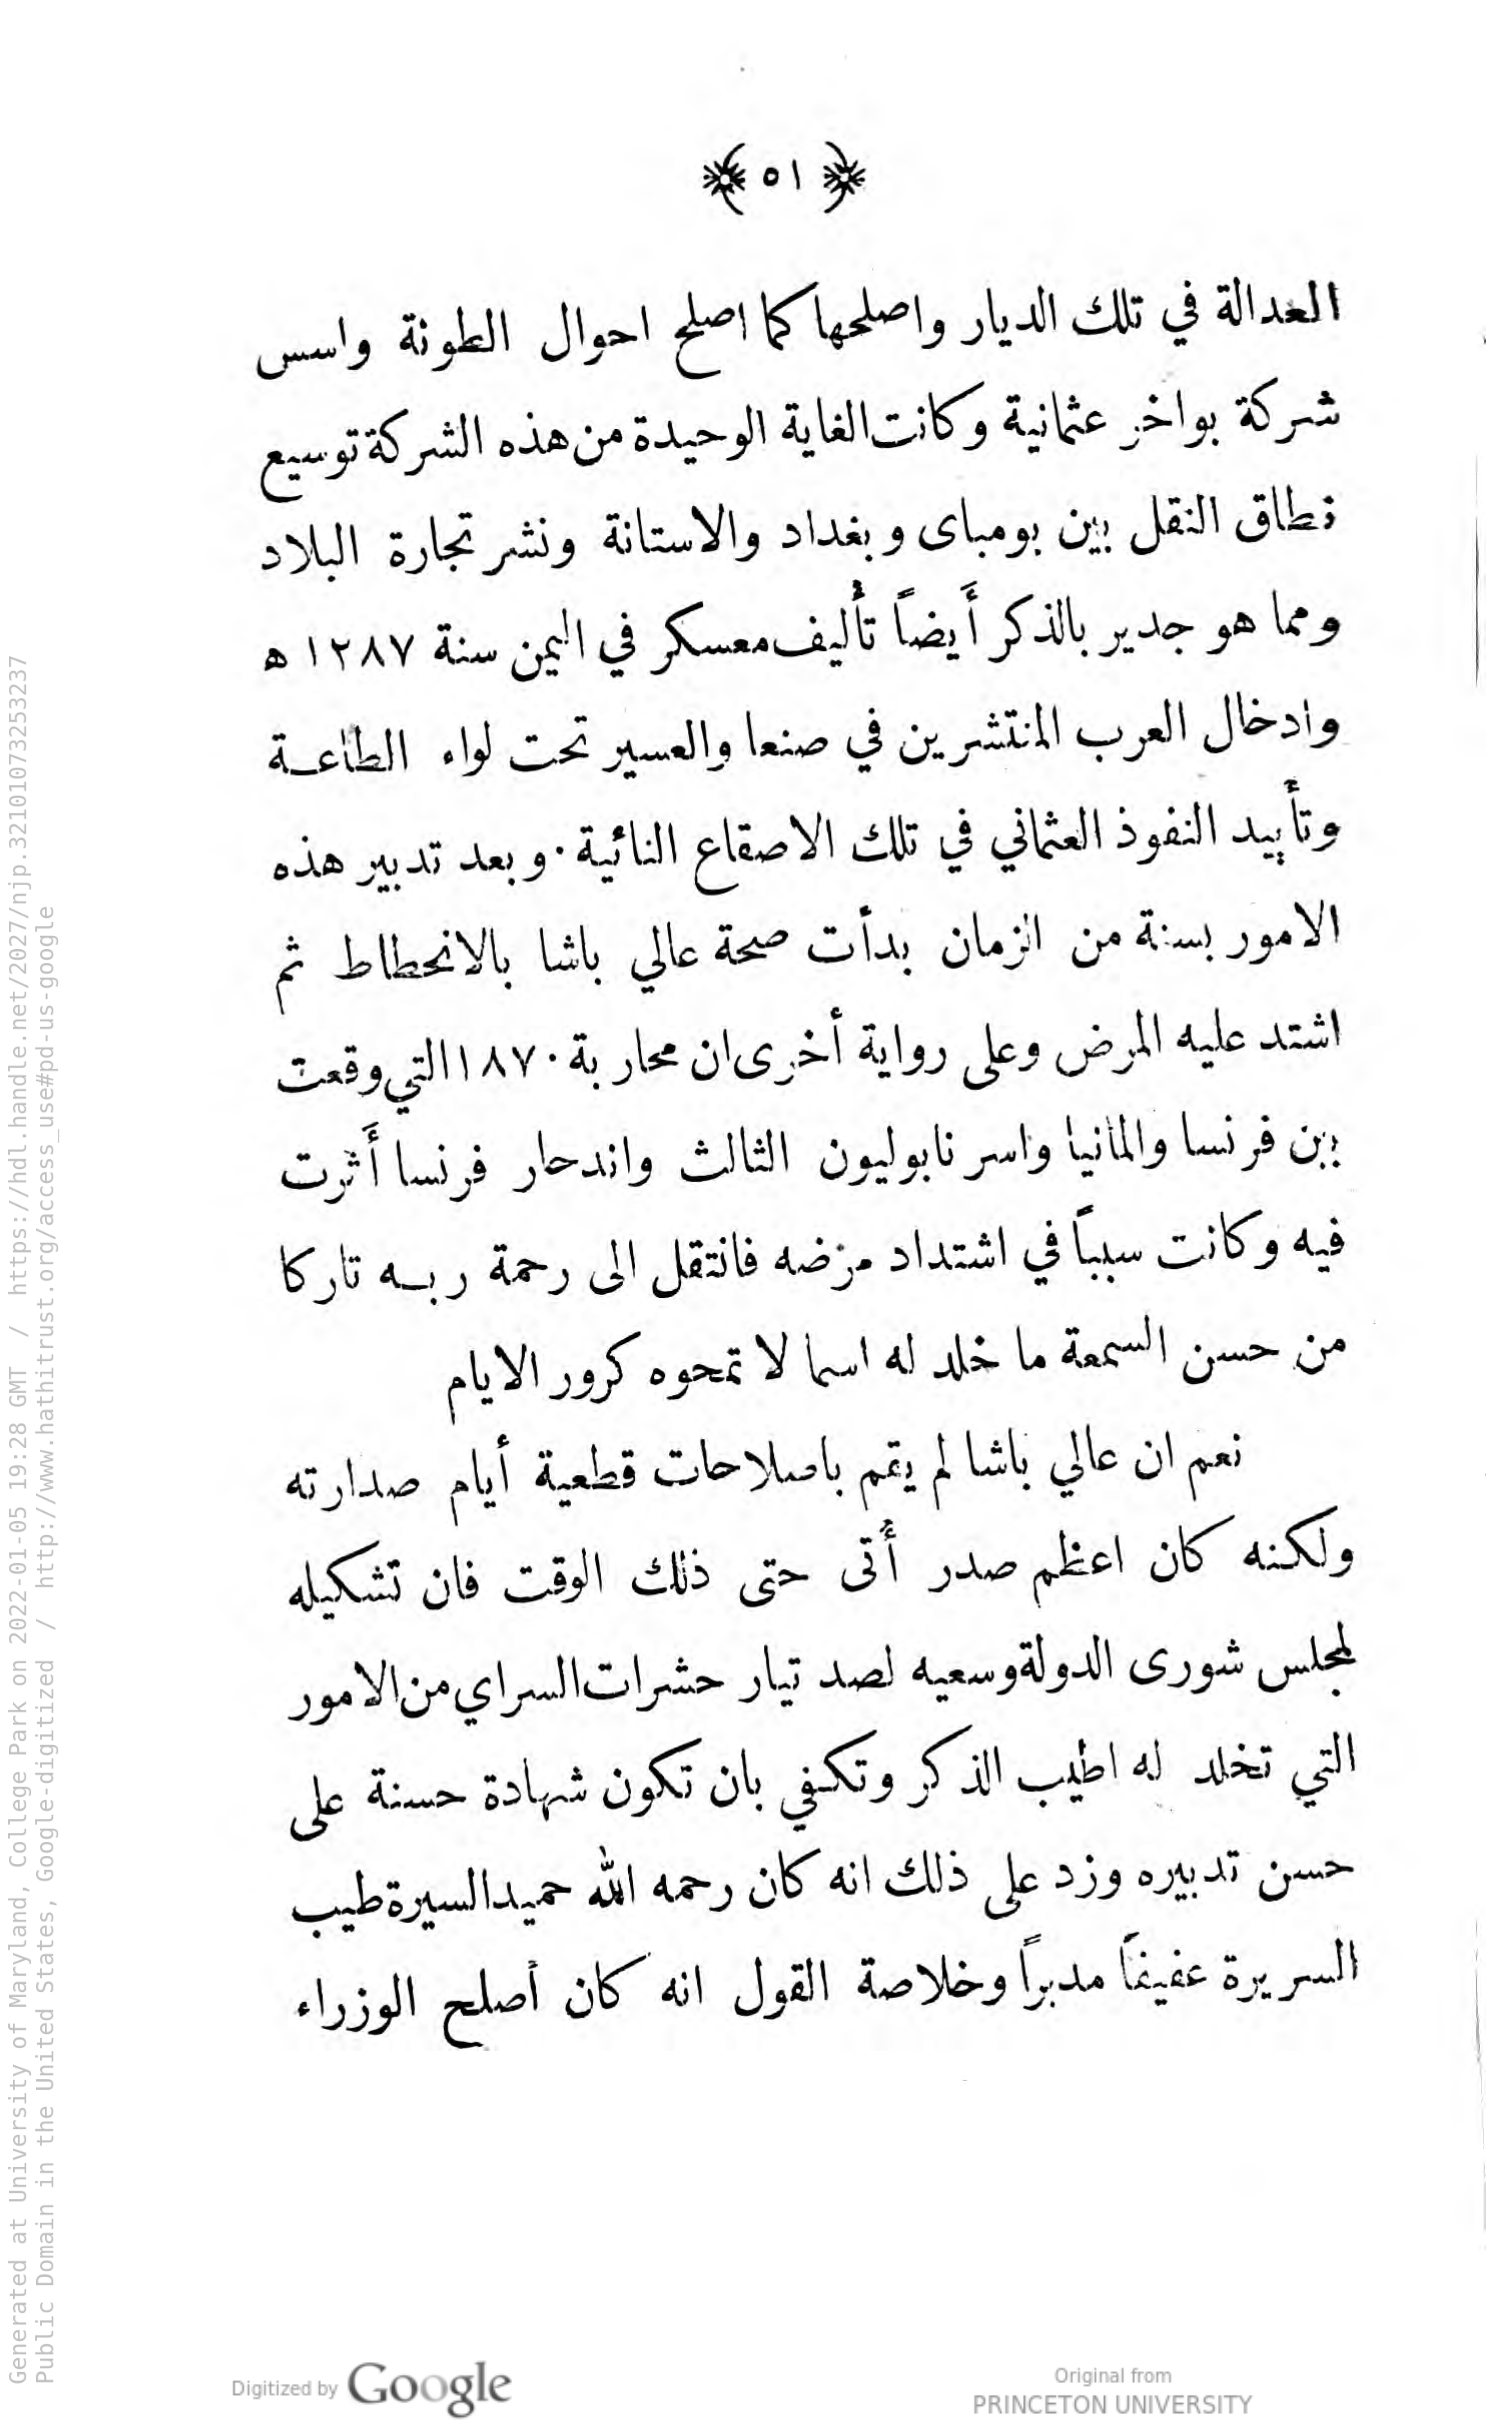 ﴿ ٥١ ﴾
العدالة في تلك الديار واصلحها كما اصلح احوال الطونة واسس
شركة بواخر عثمانية وكانت الغاية الوحيدة من هذه الشركة توسيع
نطاق النقل بين بومباى وبغداد والاستانة ونشر تجارة البلاد
ومما هو جدير بالذكر أَيضاً تأْليف معسكر في اليمن سنة ١٢٨٧ ه
وادخال العرب المنتشرين في صنعا والعسير تحت لواء الطاعـة
وتأْييد النفوذ العثماني في تلك الاصقاع النائية ٠ وبعد تدبير هذه
الامور بسنة من الزمان بدأت صحة عالي باشا بالانحطاط ثم
اشتد عليه المرض وعلى رواية أخرى ان محاربة ١٨٧٠ التي وقعت
بين فرنسا والمانيا واسر نابوليون الثالث واندحار فرنسا أَثرت
فيه وكانت سبباً في اشتداد مرضه فانتقل الى رحمة ربـه تاركا
من حسن السمعة ما خلد له اسما لا تمحوه كرور الايام
نعم ان عالي باشا لم يقم باصلاحات قطعية أيام صدارته
ولكنه كان اعظم صدر أَتى حتى ذلك الوقت فان تشكيله
لمجلس شورى الدولة وسعيه لصد تيار حشرات السراي من الامور
التي تخلد له اطيب الذكر وتكفي بان تكون شهادة حسنة على
حسن تدبيره وزد على ذلك انه كان رحمه الله حميد السيرة طيب
السريرة عفيفاً مدبراً وخلاصة القول انه كان أصلح الوزراء
Generated at University of Maryland, College Park on 2022-01-05 19:28 GMT / https://hdl.handle.net/2027/njp.32101073253237
Public Domain in the United States, Google-digitized / http://www.hathitrust.org/access_use#pd-us-google
Digitized by Google
Original from
PRINCETON UNIVERSITY